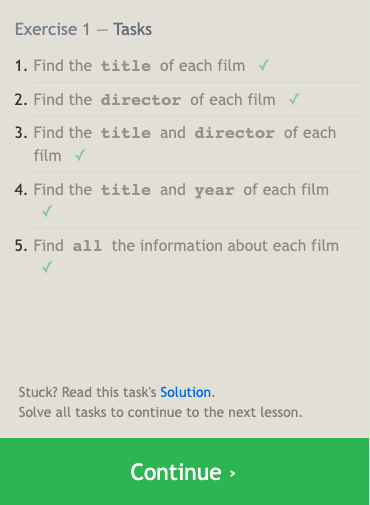 Exercise 1 — Tasks
1. Find the title of each film ✓
2. Find the director of each film ✓
3. Find the title and director of each
film ✓
4. Find the title and year of each film
✓
5. Find all the information about each film
✓
Stuck? Read this task's Solution.
Solve all tasks to continue to the next lesson.
Continue ›